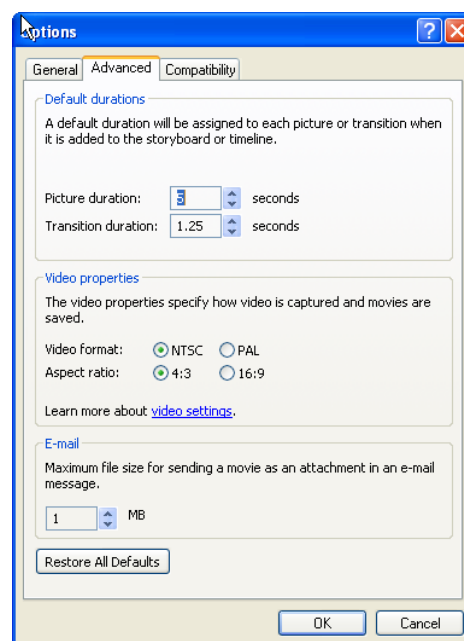 Options
General Advanced Compatibility
Default durations
A default duration will be assigned to each picture or transition when
it is added to the storyboard or timeline.
Picture duration: 5 seconds
Transition duration: 1.25 seconds
Video properties
The video properties specify how video is captured and movies are
saved.
Video format: NTSC PAL
Aspect ratio: 4:3 16:9
Learn more about video settings.
E-mail
Maximum file size for sending a movie as an attachment in an e-mail
message.
1 MB
Restore All Defaults
OK Cancel